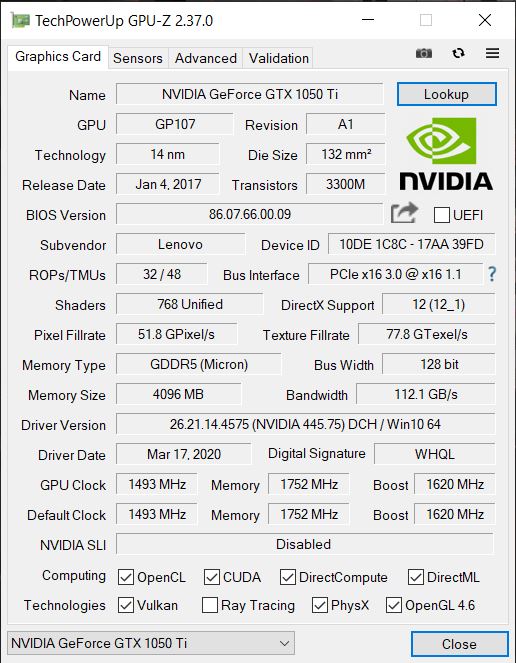 TechPowerUp GPU-Z 2.37.0
Graphics Card Sensors Advanced Validation
Name NVIDIA GeForce GTX 1050 Ti Lookup
GPU GP107 Revision A1
Technology 14 nm Die Size 132 mm²
Release Date Jan 4, 2017 Transistors 3300M
NVIDIA
BIOS Version 86.07.66.00.09 UEFI
Subvendor Lenovo Device ID 10DE 1C8C - 17AA 39FD
ROPs/TMUs 32 / 48 Bus Interface PCIe x16 3.0 @ x16 1.1 ?
Shaders 768 Unified DirectX Support 12 (12_1)
Pixel Fillrate 51.8 GPixel/s Texture Fillrate 77.8 GTexel/s
Memory Type GDDR5 (Micron) Bus Width 128 bit
Memory Size 4096 MB Bandwidth 112.1 GB/s
Driver Version 26.21.14.4575 (NVIDIA 445.75) DCH / Win10 64
Driver Date Mar 17, 2020 Digital Signature WHQL
GPU Clock 1493 MHz Memory 1752 MHz Boost 1620 MHz
Default Clock 1493 MHz Memory 1752 MHz Boost 1620 MHz
NVIDIA SLI Disabled
Computing OpenCL CUDA DirectCompute DirectML
Technologies Vulkan Ray Tracing PhysX OpenGL 4.6
NVIDIA GeForce GTX 1050 Ti Close